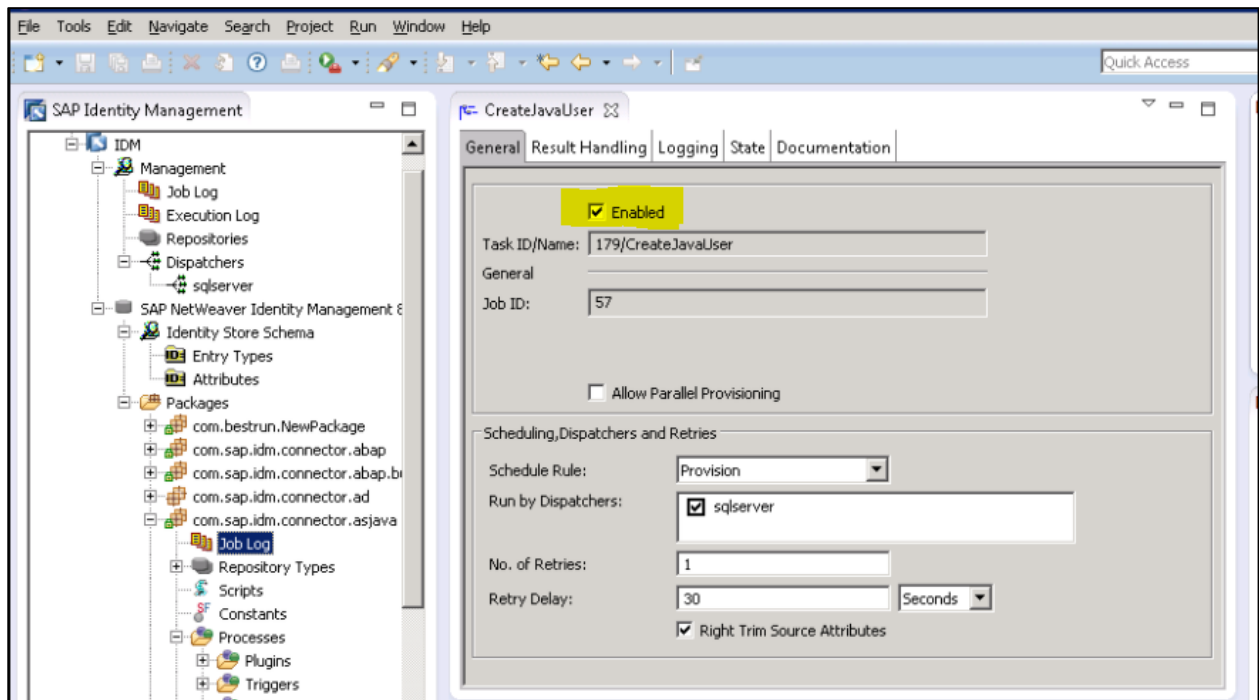 File Tools Edit Navigate Search Project Run Window Help
Quick Access
SAP Identity Management
IDM
Management
Job Log
Execution Log
Repositories
Dispatchers
sqlserver
SAP NetWeaver Identity Management
Identity Store Schema
Entry Types
Attributes
Packages
com.bestrun.NewPackage
com.sap.idm.connector.abap
com.sap.idm.connector.abap.b
com.sap.idm.connector.ad
com.sap.idm.connector.asjava
Job Log
Repository Types
Scripts
Constants
Processes
Plugins
Triggers
CreateJavaUser
General Result Handling Logging State Documentation
Enabled
Task ID/Name: 179/CreateJavaUser
General
Job ID: 57
Allow Parallel Provisioning
Scheduling,Dispatchers and Retries
Schedule Rule: Provision
Run by Dispatchers: sqlserver
No. of Retries: 1
Retry Delay: 30 Seconds
Right Trim Source Attributes